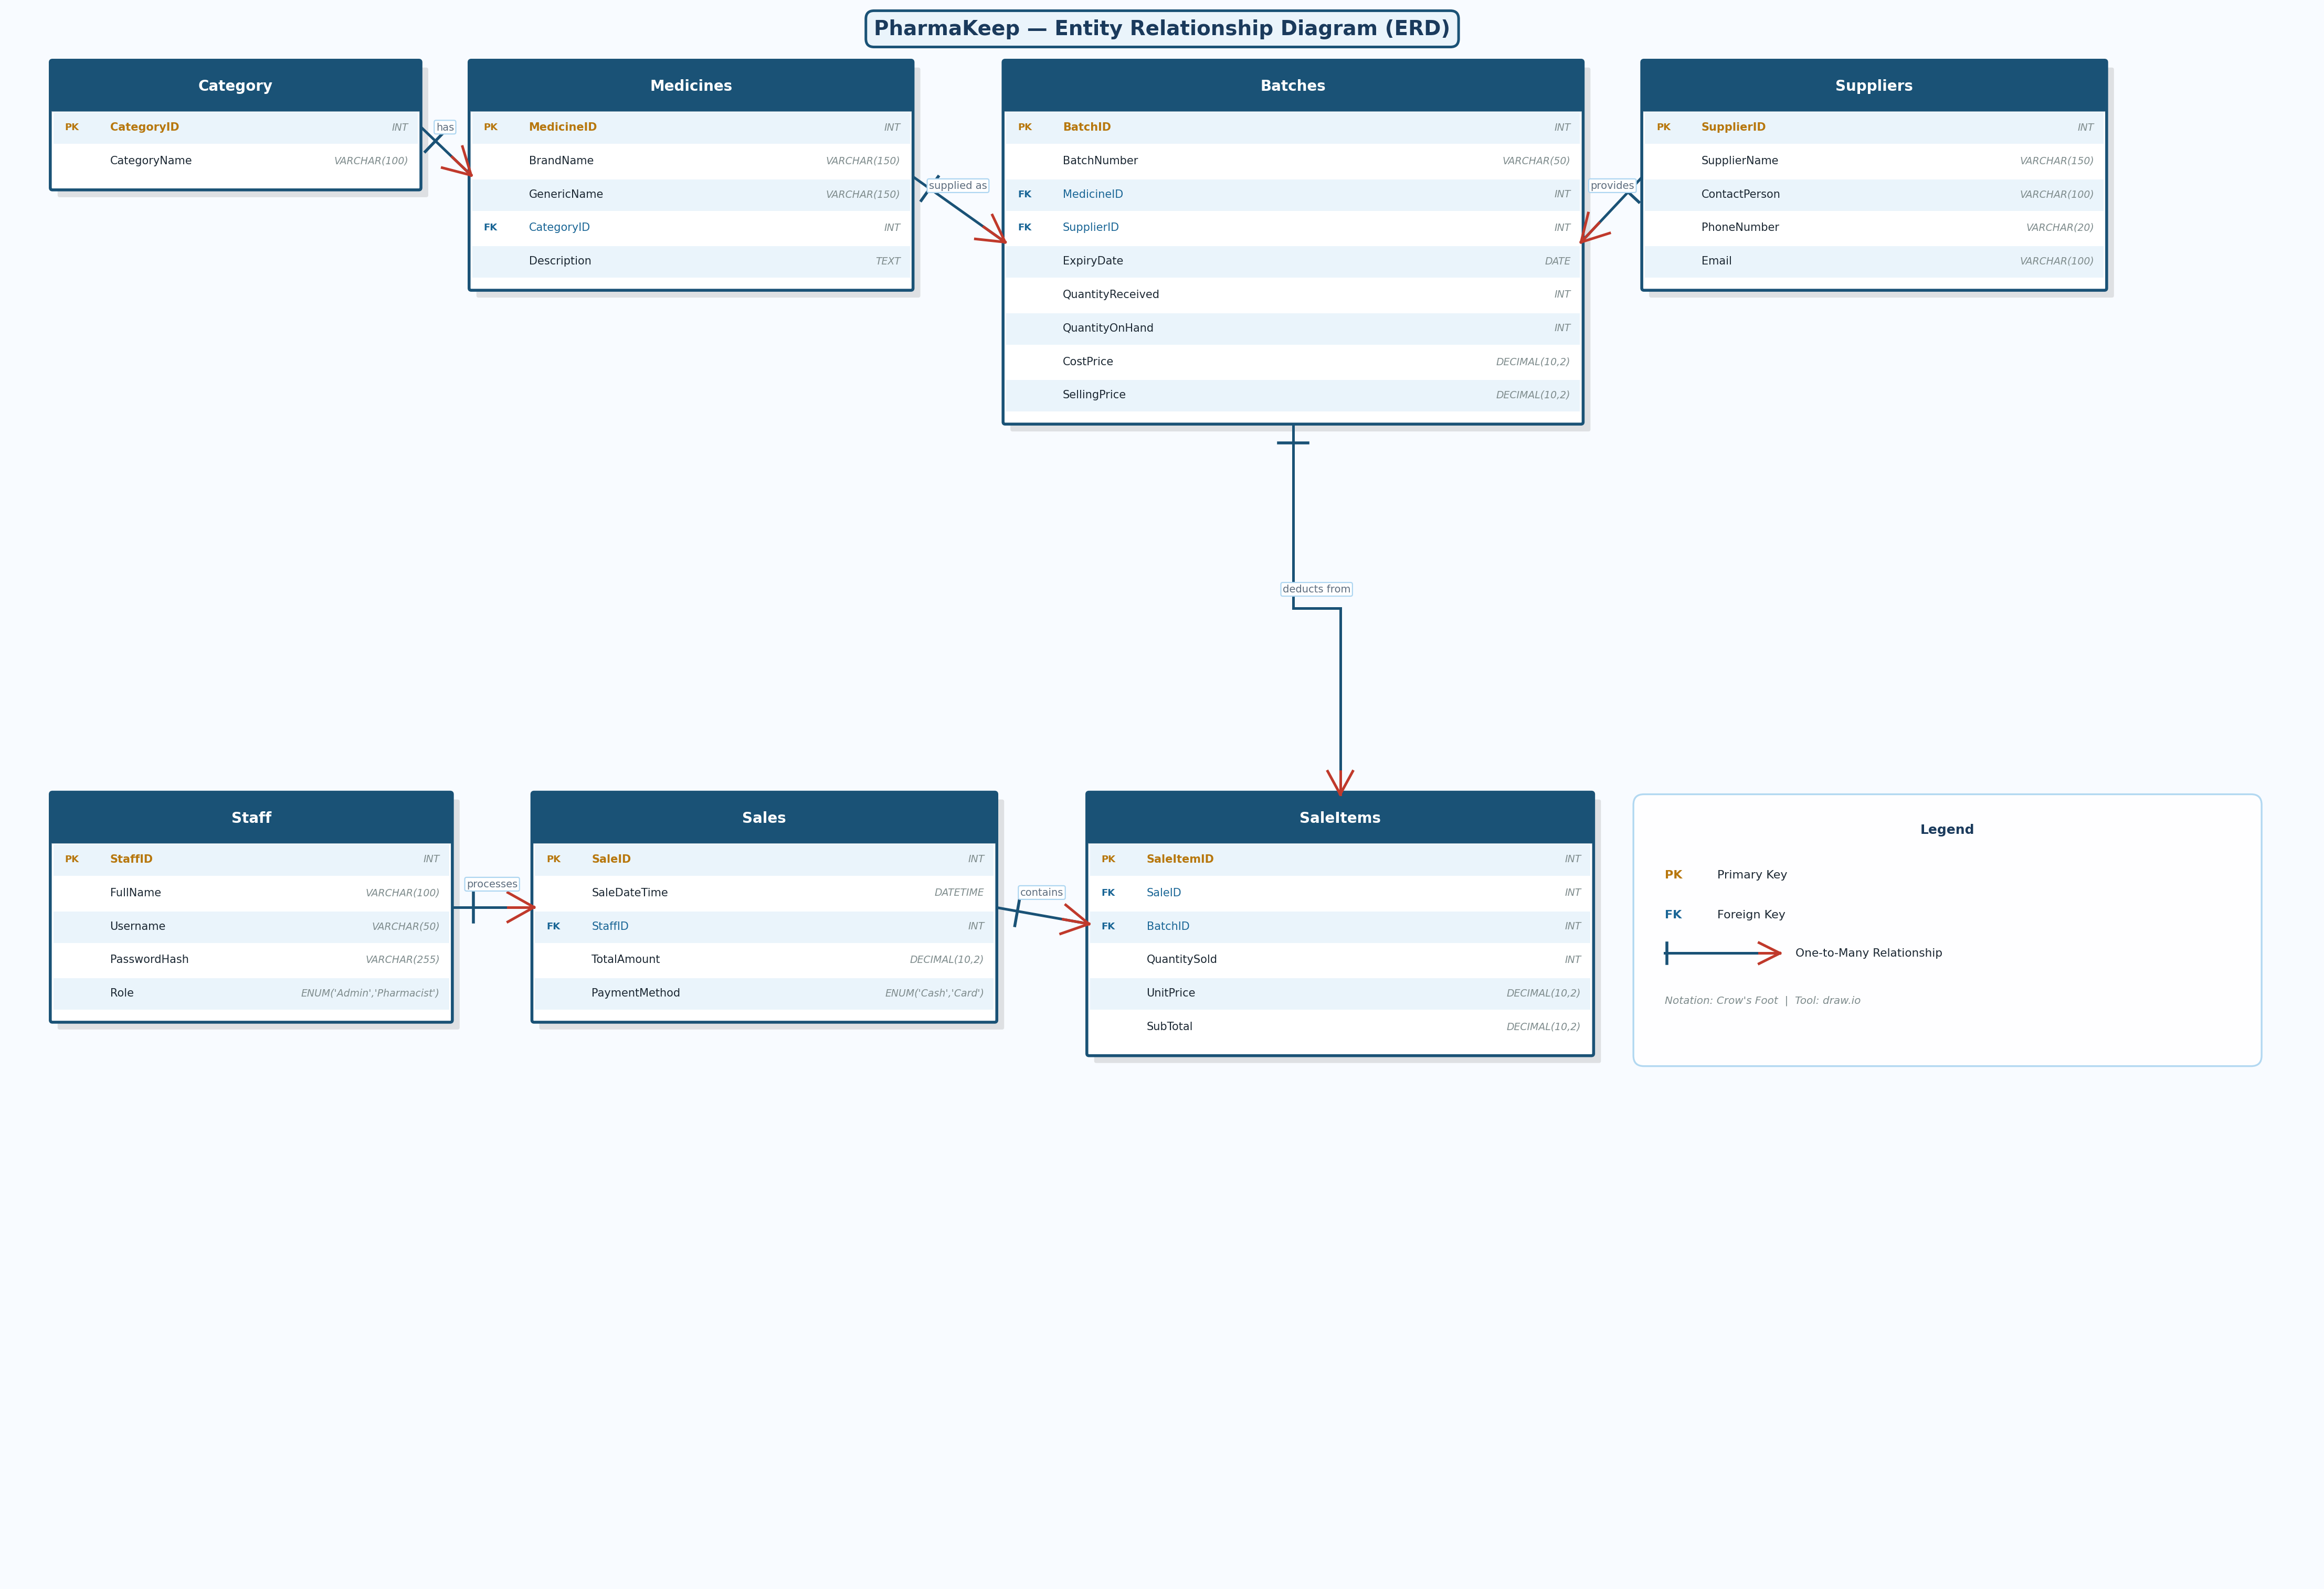 PharmaKeep — Entity Relationship Diagram (ERD)
Category
PK CategoryID INT
CategoryName VARCHAR(100)
has
Medicines
PK MedicineID INT
BrandName VARCHAR(150)
GenericName VARCHAR(150)
FK CategoryID INT
Description TEXT
supplied as
Batches
PK BatchID INT
BatchNumber VARCHAR(50)
FK MedicineID INT
FK SupplierID INT
ExpiryDate DATE
QuantityReceived INT
QuantityOnHand INT
CostPrice DECIMAL(10,2)
SellingPrice DECIMAL(10,2)
provides
Suppliers
PK SupplierID INT
SupplierName VARCHAR(150)
ContactPerson VARCHAR(100)
PhoneNumber VARCHAR(20)
Email VARCHAR(100)
deducts from
Staff
PK StaffID INT
FullName VARCHAR(100)
Username VARCHAR(50)
PasswordHash VARCHAR(255)
Role ENUM('Admin','Pharmacist')
processes
Sales
PK SaleID INT
SaleDateTime DATETIME
FK StaffID INT
TotalAmount DECIMAL(10,2)
PaymentMethod ENUM('Cash','Card')
contains
SaleItems
PK SaleItemID INT
FK SaleID INT
FK BatchID INT
QuantitySold INT
UnitPrice DECIMAL(10,2)
SubTotal DECIMAL(10,2)
Legend
PK Primary Key
FK Foreign Key
One-to-Many Relationship
Notation: Crow's Foot | Tool: draw.io